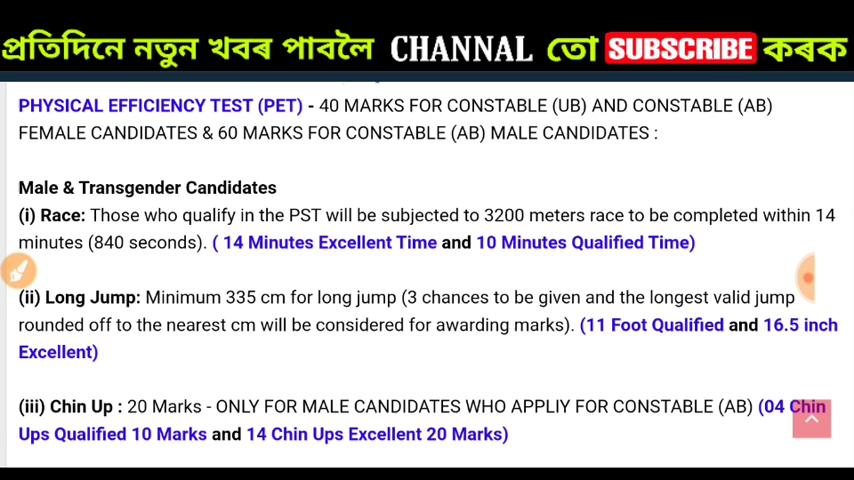 প্ৰতিদিনে নতুন খবৰ পাবলৈ CHANNAL তো SUBSCRIBE কৰক
PHYSICAL EFFICIENCY TEST (PET) - 40 MARKS FOR CONSTABLE (UB) AND CONSTABLE (AB)
FEMALE CANDIDATES & 60 MARKS FOR CONSTABLE (AB) MALE CANDIDATES :
Male & Transgender Candidates
(i) Race: Those who qualify in the PST will be subjected to 3200 meters race to be completed within 14
minutes (840 seconds). ( 14 Minutes Excellent Time and 10 Minutes Qualified Time)
(ii) Long Jump: Minimum 335 cm for long jump (3 chances to be given and the longest valid jump
rounded off to the nearest cm will be considered for awarding marks). (11 Foot Qualified and 16.5 inch
Excellent)
(iii) Chin Up : 20 Marks - ONLY FOR MALE CANDIDATES WHO APPLIY FOR CONSTABLE (AB) (04 Chin
Ups Qualified 10 Marks and 14 Chin Ups Excellent 20 Marks)